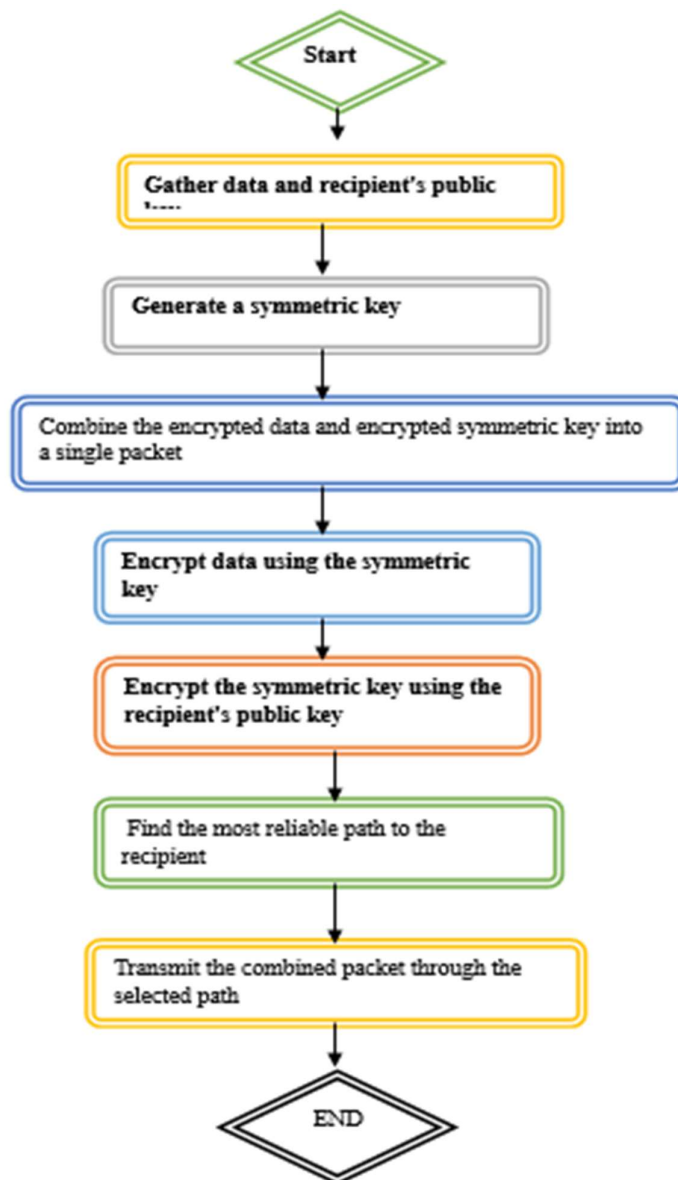 Start
Gather data and recipient's public
Generate a symmetric key
Combine the encrypted data and encrypted symmetric key into
a single packet
Encrypt data using the symmetric
key
Encrypt the symmetric key using the
recipient's public key
Find the most reliable path to the
recipient
Transmit the combined packet through the
selected path
END